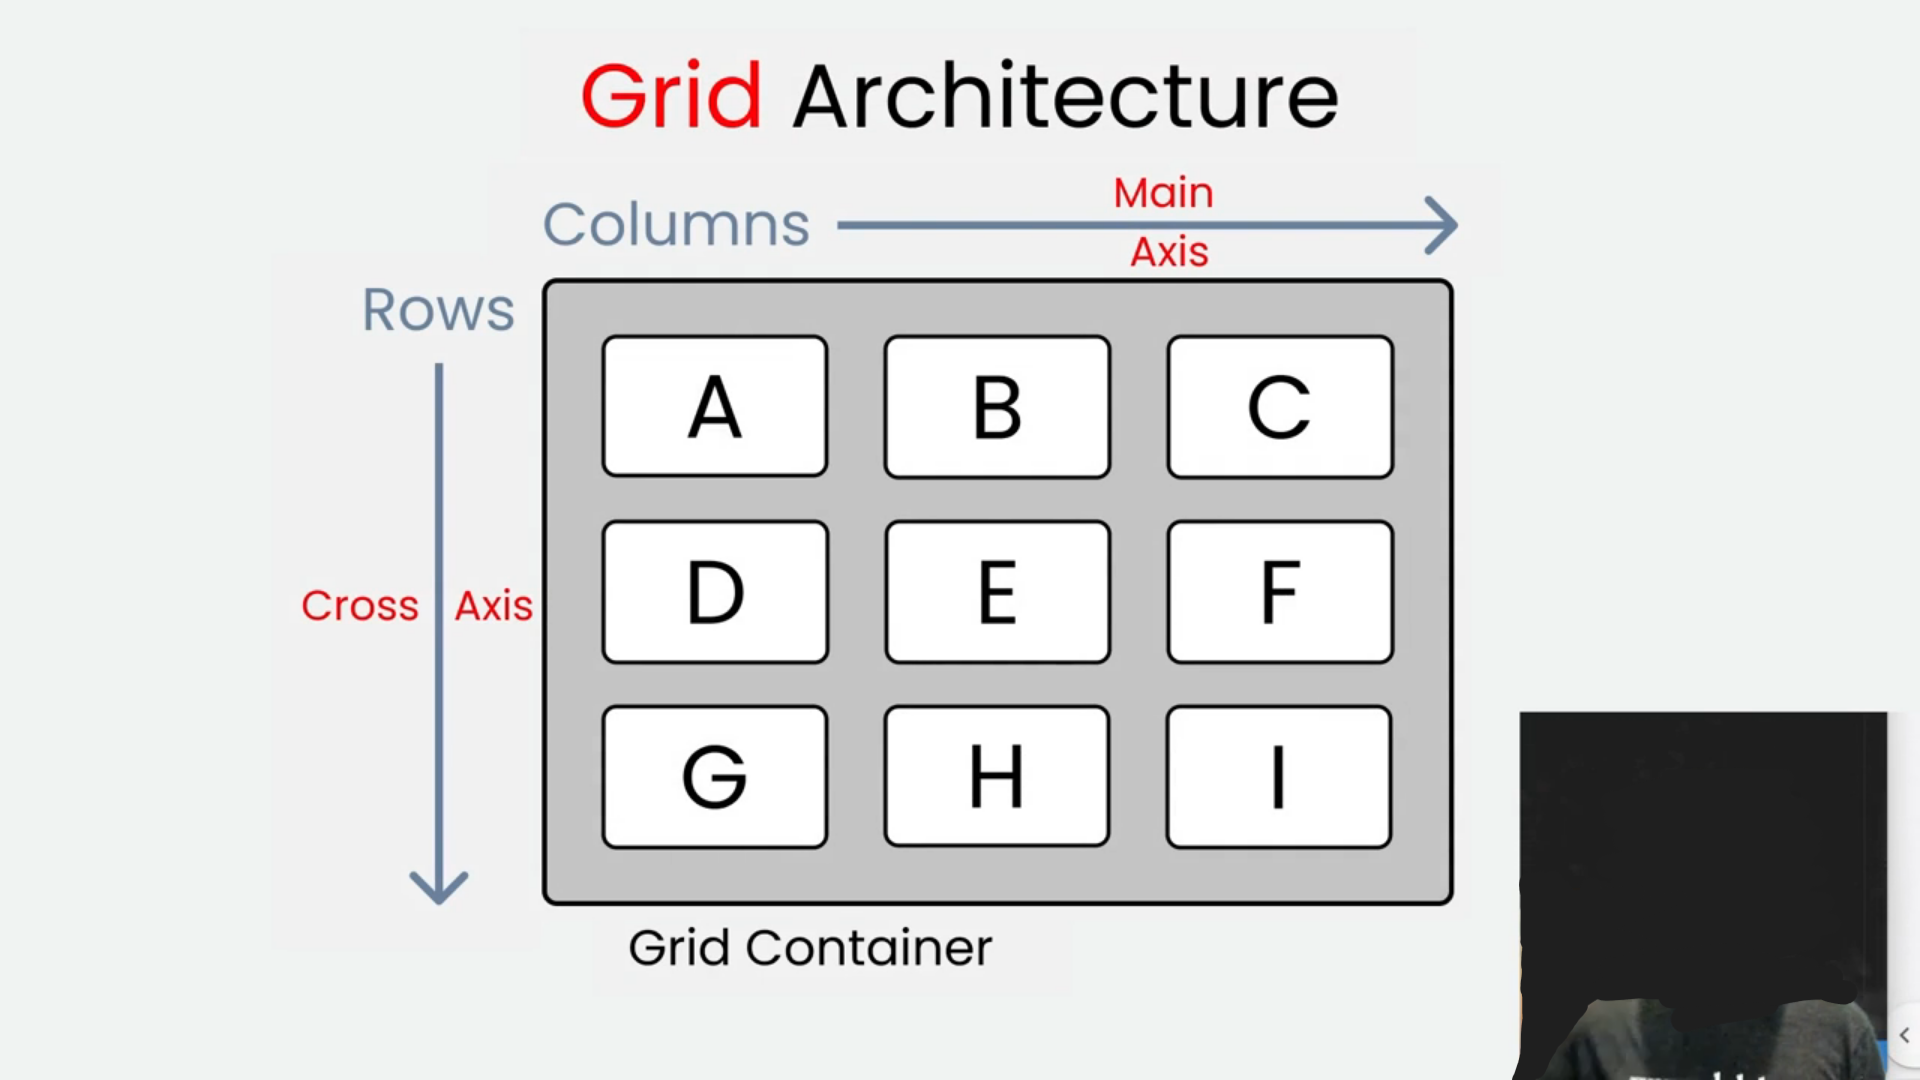 Grid Architecture
Columns
Main
Axis
Rows
A B C
Cross Axis
D E F
G H I
Grid Container